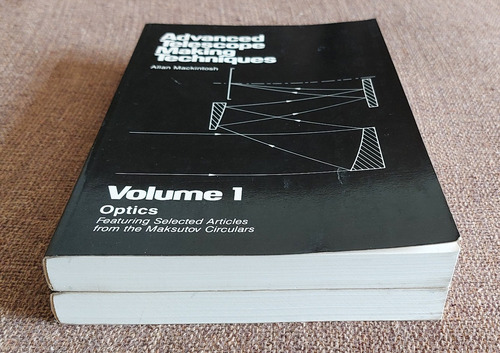 Advanced
Telescope
Making
Techniques
Allan Mackintosh
Volume 1
Optics
Featuring Selected Articles
from the Maksutov Circulars